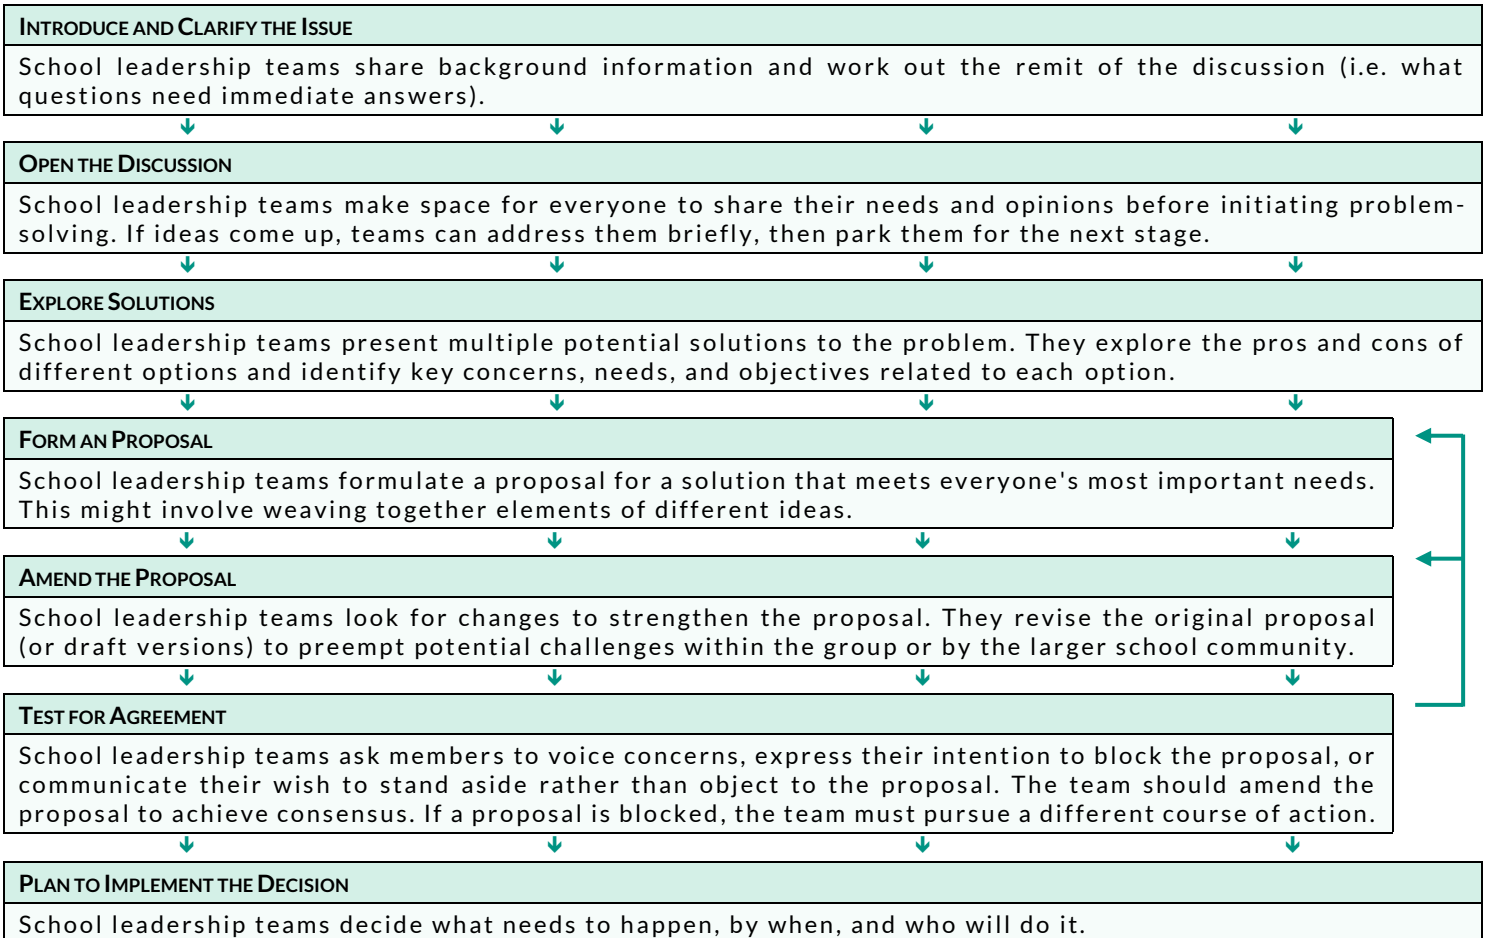 INTRODUCE AND CLARIFY THE ISSUE
School leadership teams share background information and work out the remit of the discussion (i.e. what
questions need immediate answers).
OPEN THE DISCUSSION
School leadership teams make space for everyone to share their needs and opinions before initiating problem-
solving. If ideas come up, teams can address them briefly, then park them for the next stage.
EXPLORE SOLUTIONS
School leadership teams present multiple potential solutions to the problem. They explore the pros and cons of
different options and identify key concerns, needs, and objectives related to each option.
FORM AN PROPOSAL
School leadership teams formulate a proposal for a solution that meets everyone's most important needs.
This might involve weaving together elements of different ideas.
AMEND THE PROPOSAL
School leadership teams look for changes to strengthen the proposal. They revise the original proposal
(or draft versions) to preempt potential challenges within the group or by the larger school community.
TEST FOR AGREEMENT
School leadership teams ask members to voice concerns, express their intention to block the proposal, or
communicate their wish to stand aside rather than object to the proposal. The team should amend the
proposal to achieve consensus. If a proposal is blocked, the team must pursue a different course of action.
PLAN TO IMPLEMENT THE DECISION
School leadership teams decide what needs to happen, by when, and who will do it.